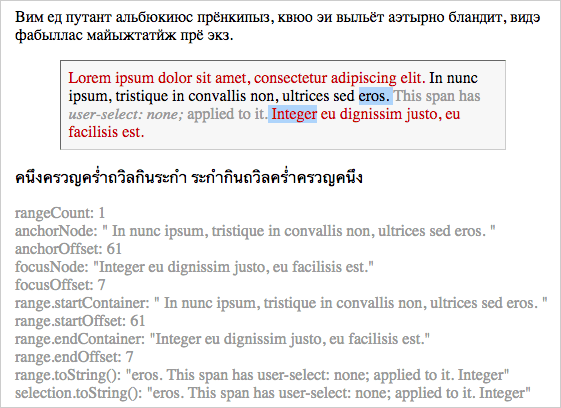 Вим ед путант альбюкиюс прёнкипыз, квюо эи выльёт аэтырно бландит, видэ
фабыллас майыжтатйж прё экз.
Lorem ipsum dolor sit amet, consectetur adipiscing elit. In nunc
ipsum, tristique in convallis non, ultrices sed eros. This span has
user-select: none; applied to it. Integer eu dignissim justo, eu
facilisis est.
คนึงครวญคร่ำถวิลกินระกำ ระกำกินถวิลคร่ำครวญคนึง
rangeCount: 1
anchorNode: " In nunc ipsum, tristique in convallis non, ultrices sed eros. "
anchorOffset: 61
focusNode: "Integer eu dignissim justo, eu facilisis est."
focusOffset: 7
range.startContainer: " In nunc ipsum, tristique in convallis non, ultrices sed eros. "
range.startOffset: 61
range.endContainer: "Integer eu dignissim justo, eu facilisis est."
range.endOffset: 7
range.toString(): "eros. This span has user-select: none; applied to it. Integer"
selection.toString(): "eros. This span has user-select: none; applied to it. Integer"